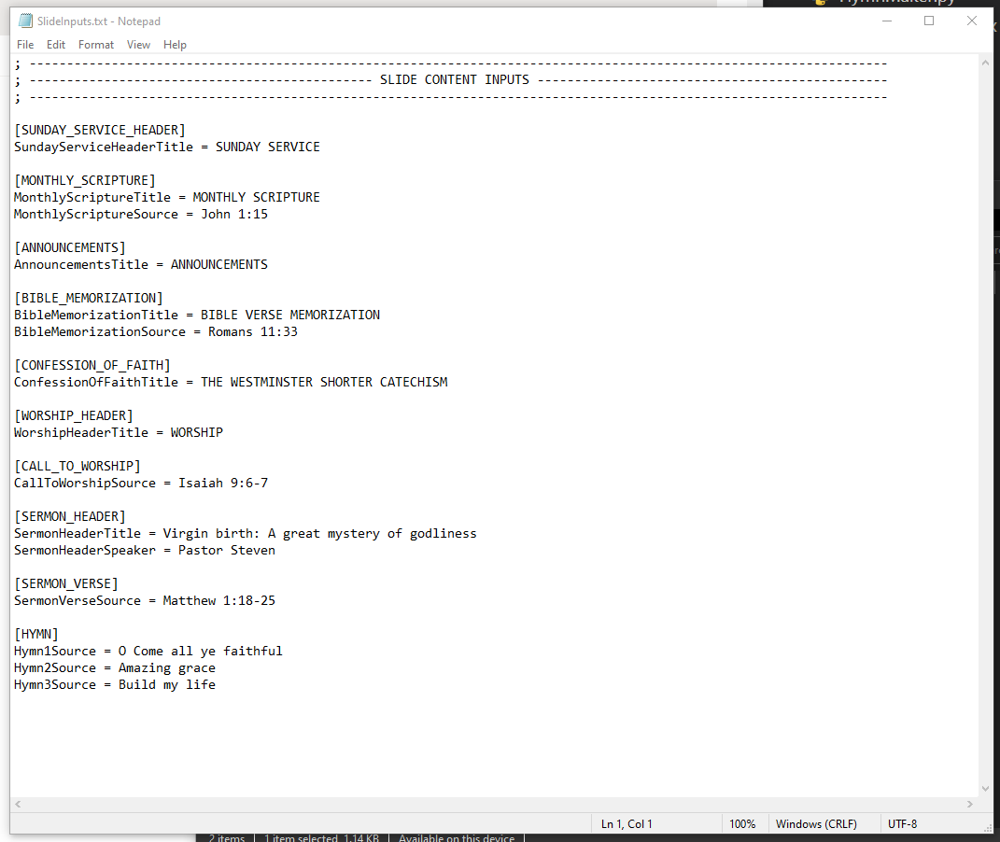 HymnMaker.py
SlideInputs.txt - Notepad
File Edit Format View Help
; -------------------------------------------------------------------------------------------------------------------
; ---------------------------------------------- SLIDE CONTENT INPUTS -----------------------------------------------
; -------------------------------------------------------------------------------------------------------------------
[SUNDAY_SERVICE_HEADER]
SundayServiceHeaderTitle = SUNDAY SERVICE
[MONTHLY_SCRIPTURE]
MonthlyScriptureTitle = MONTHLY SCRIPTURE
MonthlyScriptureSource = John 1:15
[ANNOUNCEMENTS]
AnnouncementsTitle = ANNOUNCEMENTS
[BIBLE_MEMORIZATION]
BibleMemorizationTitle = BIBLE VERSE MEMORIZATION
BibleMemorizationSource = Romans 11:33
[CONFESSION_OF_FAITH]
ConfessionOfFaithTitle = THE WESTMINSTER SHORTER CATECHISM
[WORSHIP_HEADER]
WorshipHeaderTitle = WORSHIP
[CALL_TO_WORSHIP]
CallToWorshipSource = Isaiah 9:6-7
[SERMON_HEADER]
SermonHeaderTitle = Virgin birth: A great mystery of godliness
SermonHeaderSpeaker = Pastor Steven
[SERMON_VERSE]
SermonVerseSource = Matthew 1:18-25
[HYMN]
Hymn1Source = O Come all ye faithful
Hymn2Source = Amazing grace
Hymn3Source = Build my life
Ln 1, Col 1 100% Windows (CRLF) UTF-8
2 items 1 item selected 1.14 KB Available on this device